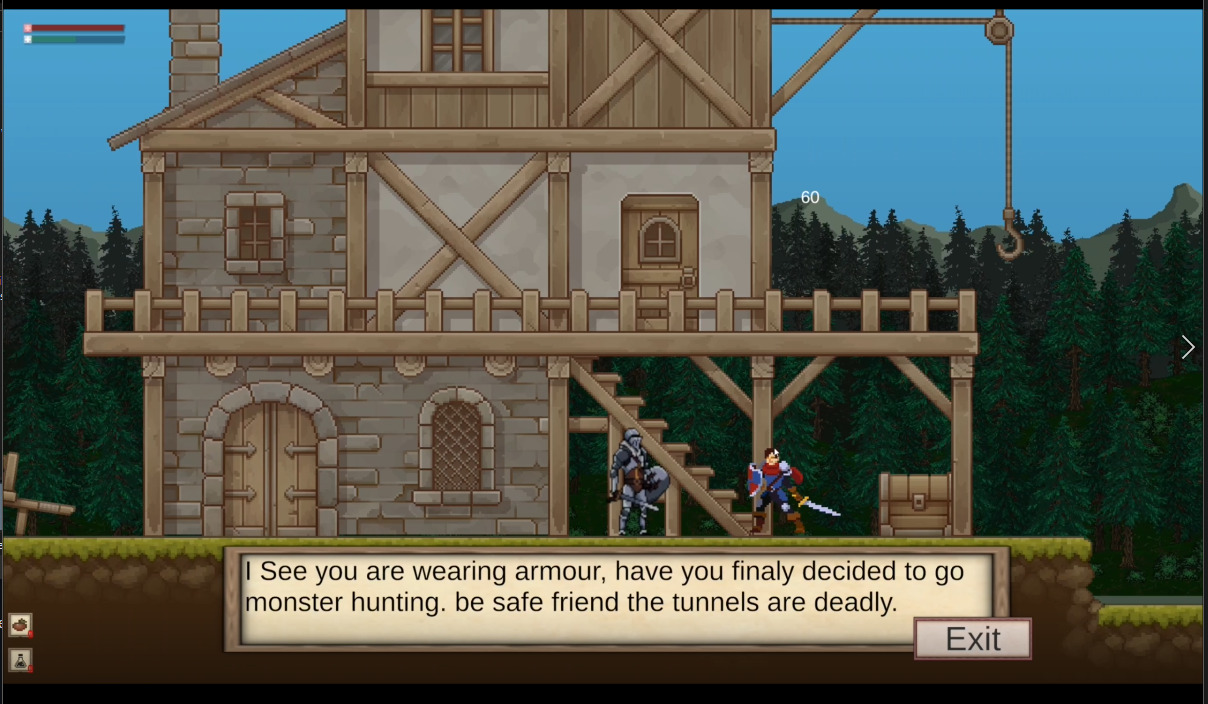 60
I See you are wearing armour, have you finaly decided to go
monster hunting. be safe friend the tunnels are deadly.
Exit